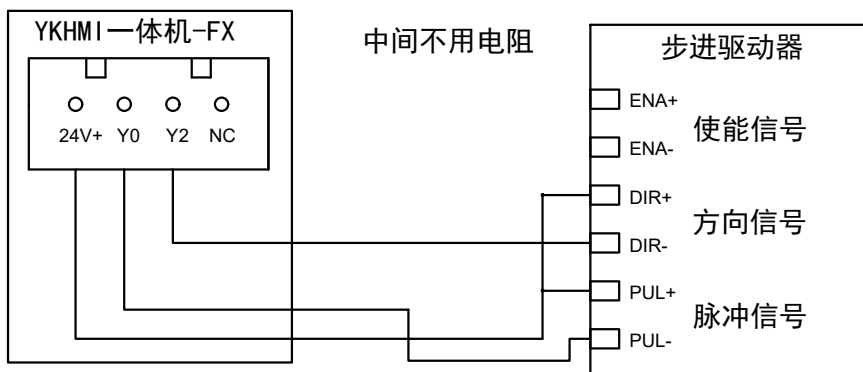 YKHMI一体机-FX
24V+ Y0 Y2 NC
中间不用电阻
步进驱动器
ENA+
使能信号
ENA-
DIR+
方向信号
DIR-
PUL+
脉冲信号
PUL-